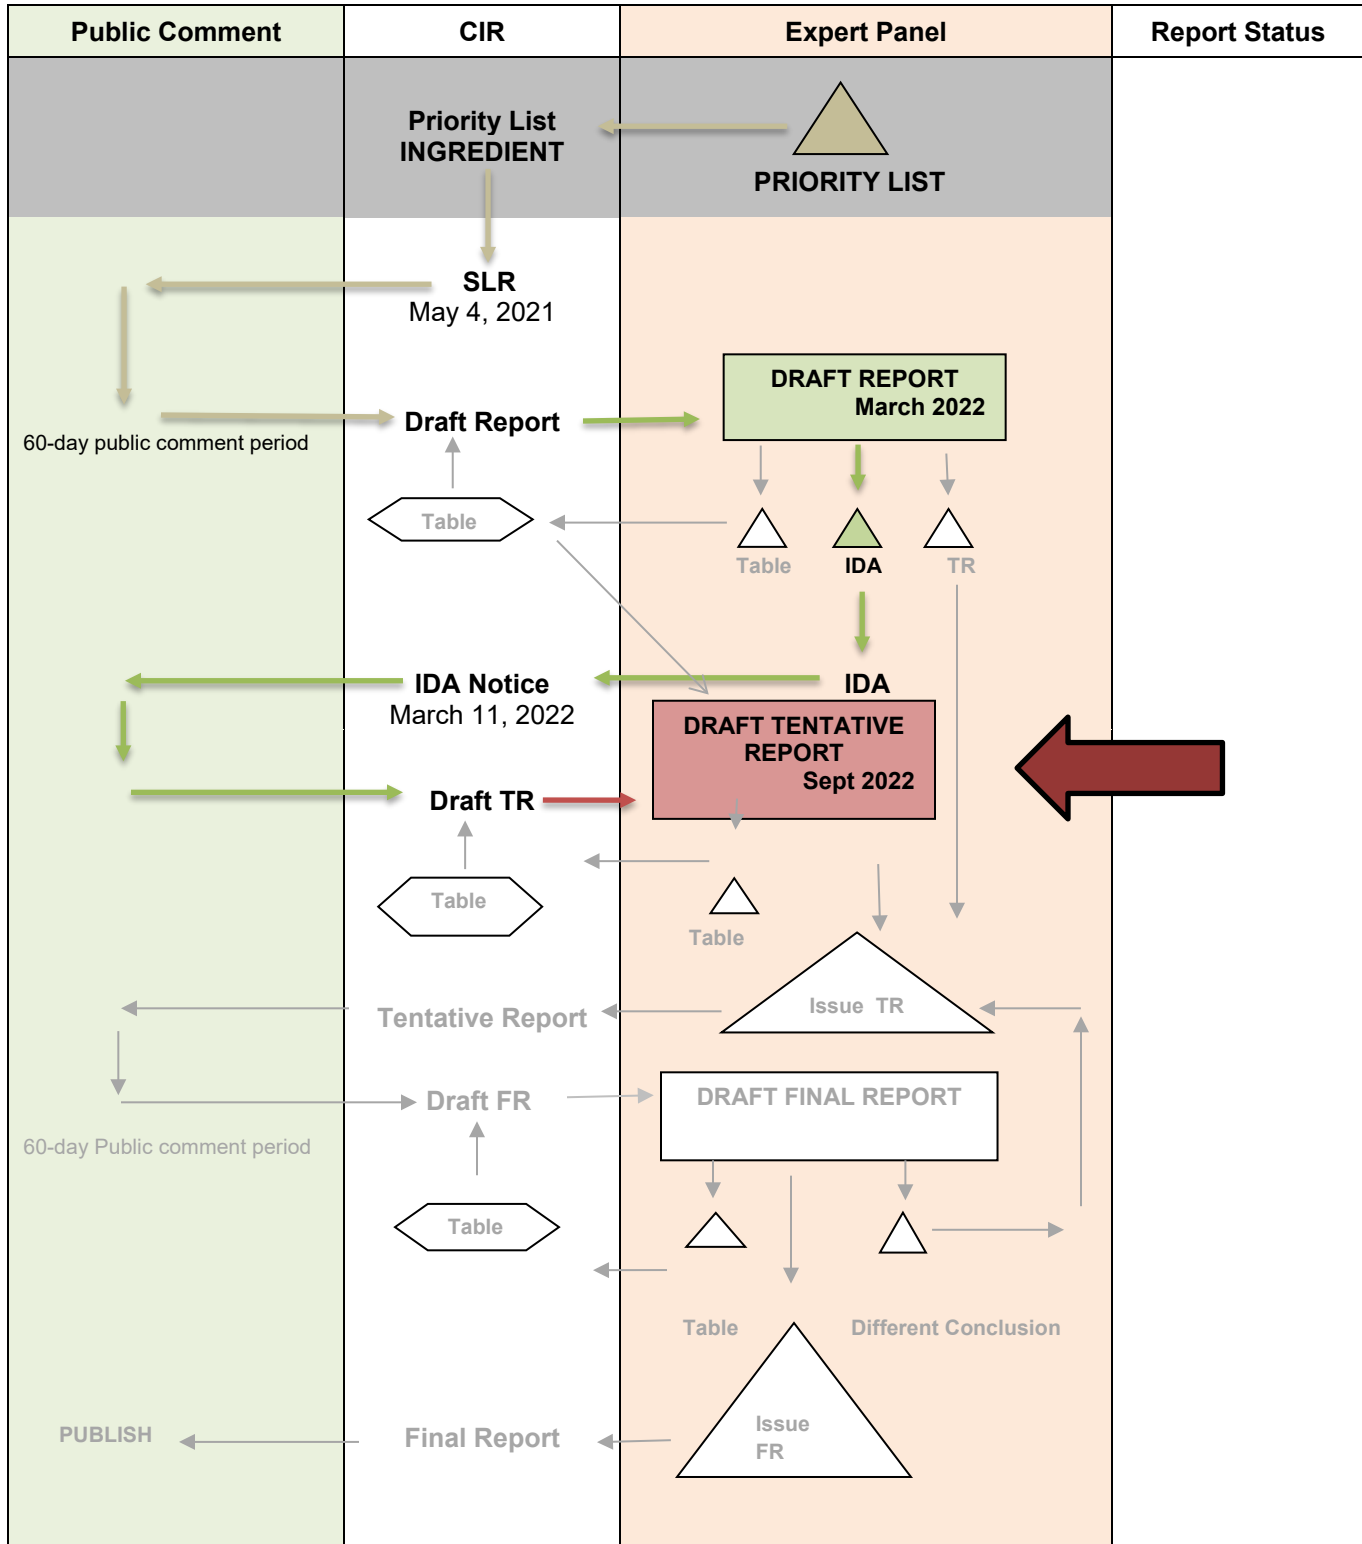 Public Comment
CIR
Expert Panel
Report Status
Priority List
INGREDIENT
PRIORITY LIST
SLR
May 4, 2021
DRAFT REPORT
March 2022
60-day public comment period
Draft Report
Table
Table
IDA
TR
IDA Notice
March 11, 2022
IDA
DRAFT TENTATIVE
REPORT
Sept 2022
Draft TR
Table
Table
Tentative Report
Issue TR
Draft FR
DRAFT FINAL REPORT
60-day Public comment period
Table
Table
Different Conclusion
PUBLISH
Final Report
Issue
FR